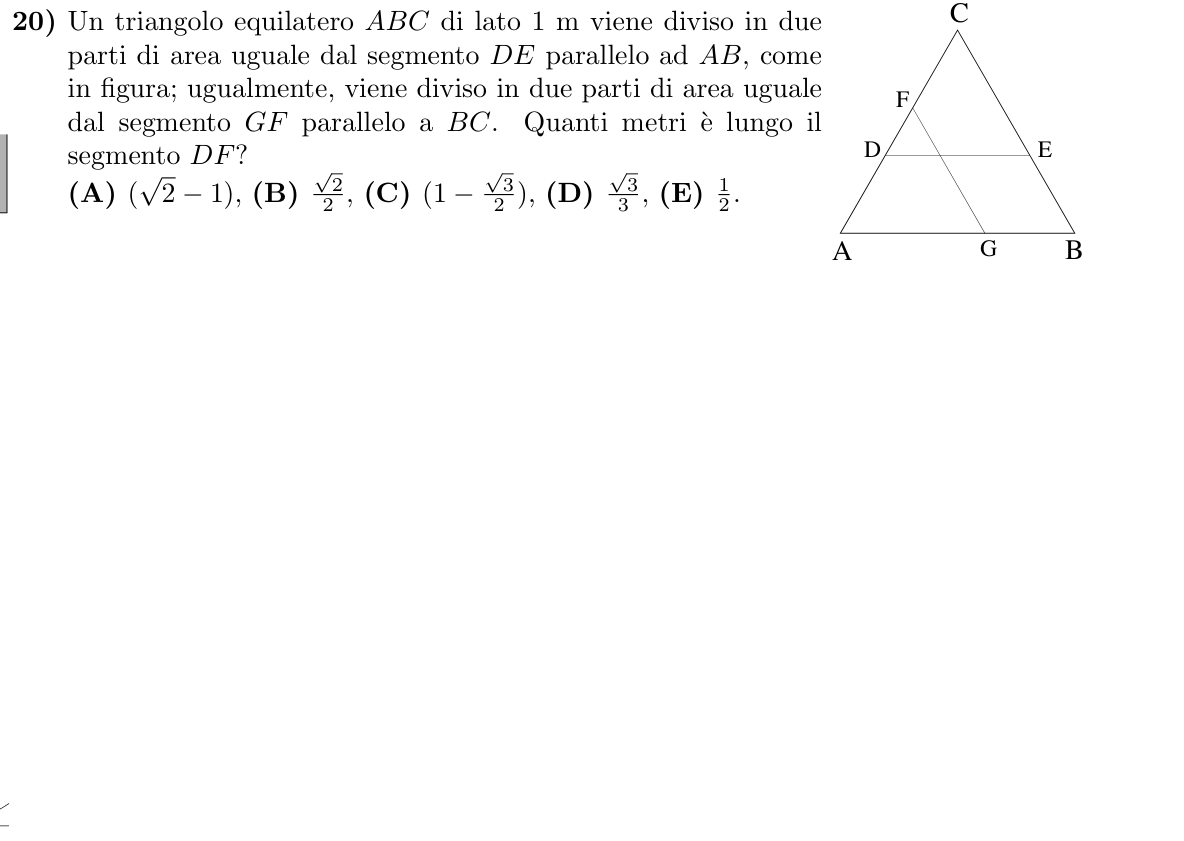 20) Un triangolo equilatero ABC di lato 1 m viene diviso in due
parti di area uguale dal segmento DE parallelo ad AB, come
in figura; ugualmente, viene diviso in due parti di area uguale
dal segmento GF parallelo a BC. Quanti metri è lungo il
segmento DF?
(A) (√2 − 1), (B) √2/2, (C) (1 − √3/2), (D) √3/3, (E) 1/2.
C
F
D
E
A
G
B